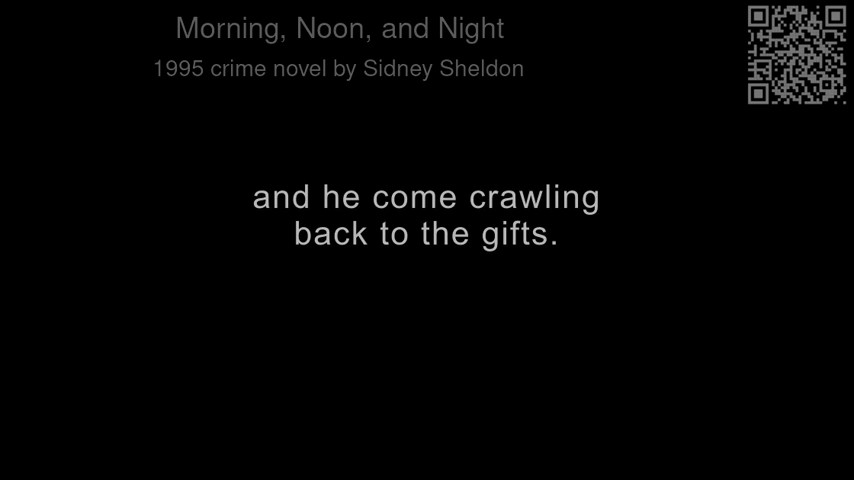 Morning, Noon, and Night
1995 crime novel by Sidney Sheldon
and he come crawling
back to the gifts.